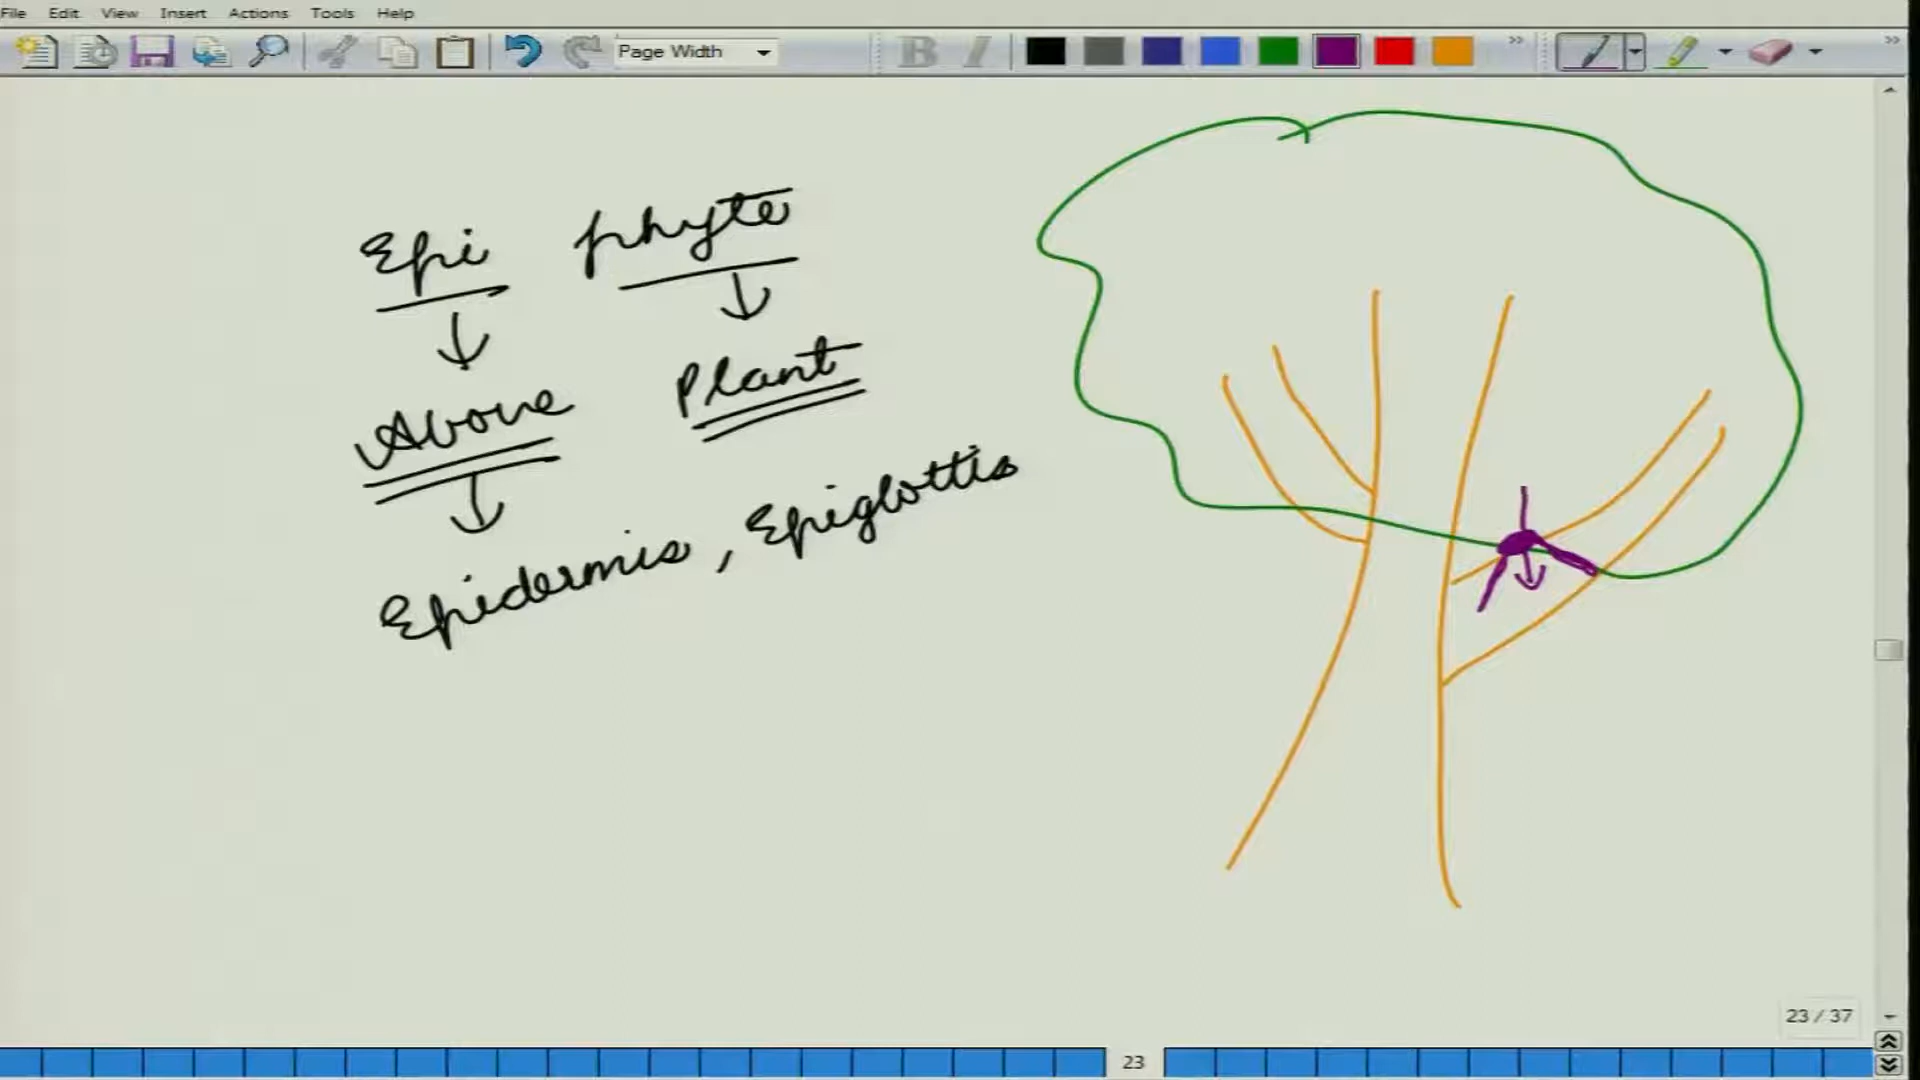 File Edit View Insert Actions Tools Help
Page Width B I
Epi phyte
Above Plant
Epidermis, Epiglottis
23 / 37
23